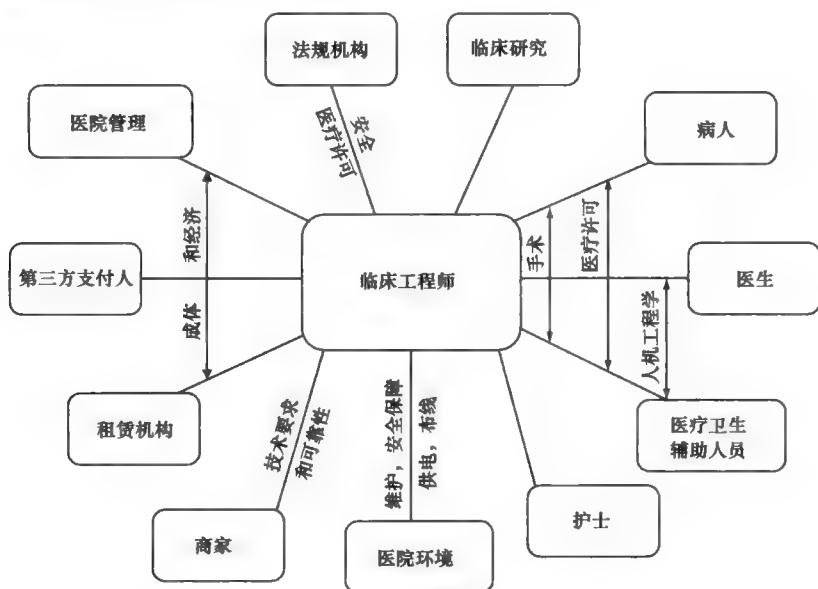 法规机构
临床研究
医院管理
病人
安全
医疗许可
和经济
成体
第三方支付人
临床工程师
手术
医疗许可
医生
人机工程学
租赁机构
医疗卫生
辅助人员
技术要求
和可靠性
维护，安全保障
供电，布线
商家
医院环境
护士